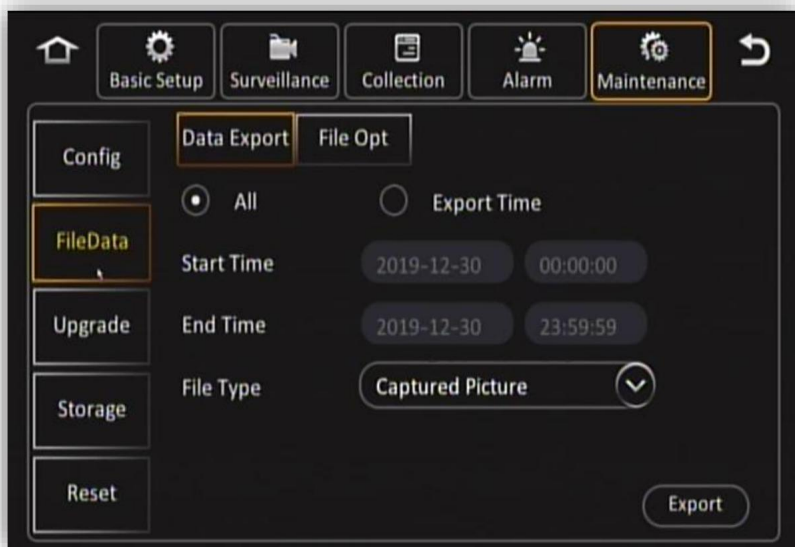 Basic Setup
Surveillance
Collection
Alarm
Maintenance
Config
FileData
Upgrade
Storage
Reset
Data Export
File Opt
All
Export Time
Start Time
2019-12-30
00:00:00
End Time
2019-12-30
23:59:59
File Type
Captured Picture
Export